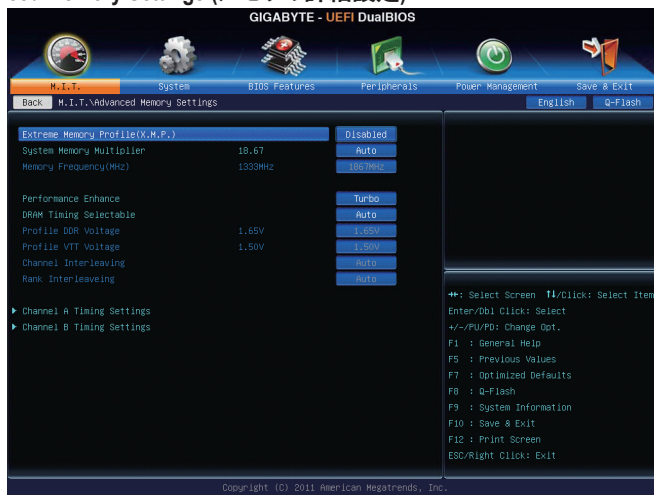 GIGABYTE - UEFI DualBIOS
M.I.T.
System
BIOS Features
Peripherals
Power Management
Save & Exit
Back M.I.T.\Advanced Memory Settings
English Q-Flash
Extreme Memory Profile(X.M.P.) Disabled
System Memory Multiplier 18.67 Auto
Memory Frequency(MHz) 1333MHz 1867MHz
Performance Enhance Turbo
DRAM Timing Selectable Auto
Profile DDR Voltage 1.65V 1.65V
Profile VTT Voltage 1.50V 1.50V
Channel Interleaving Auto
Rank Interleaveing Auto
Channel A Timing Settings
Channel B Timing Settings
→←: Select Screen ↑↓/Click: Select Item
Enter/Dbl Click: Select
+/-/PU/PD: Change Opt.
F1 : General Help
F5 : Previous Values
F7 : Optimized Defaults
F8 : Q-Flash
F9 : System Information
F10 : Save & Exit
F12 : Print Screen
ESC/Right Click: Exit
Copyright (C) 2011 American Megatrends, Inc.